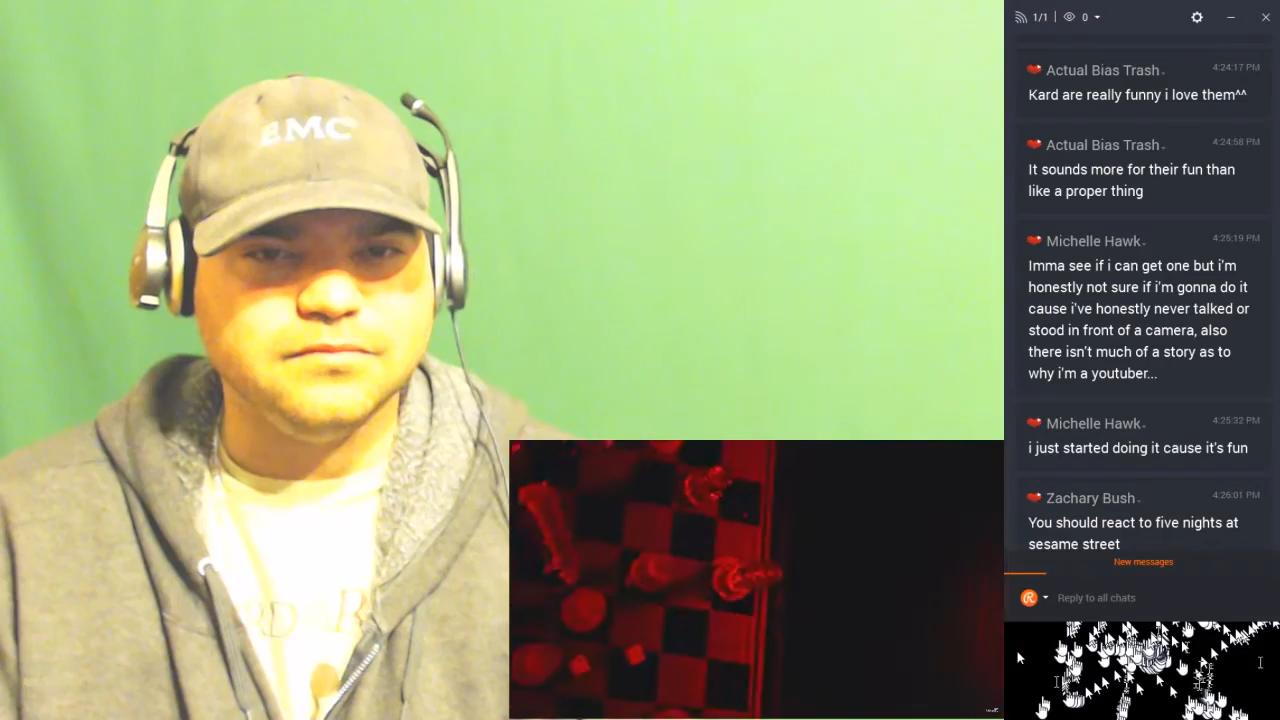 EMC
1/1
0
Actual Bias Trash
4:24:17 PM
Kard are really funny i love them^^
Actual Bias Trash
4:24:58 PM
It sounds more for their fun than
like a proper thing
Michelle Hawk
4:25:19 PM
Imma see if i can get one but i'm
honestly not sure if i'm gonna do it
cause i've honestly never talked or
stood in front of a camera, also
there isn't much of a story as to
why i'm a youtuber...
Michelle Hawk
4:25:32 PM
i just started doing it cause it's fun
Zachary Bush
4:26:01 PM
You should react to five nights at
sesame street
New messages
Reply to all chats